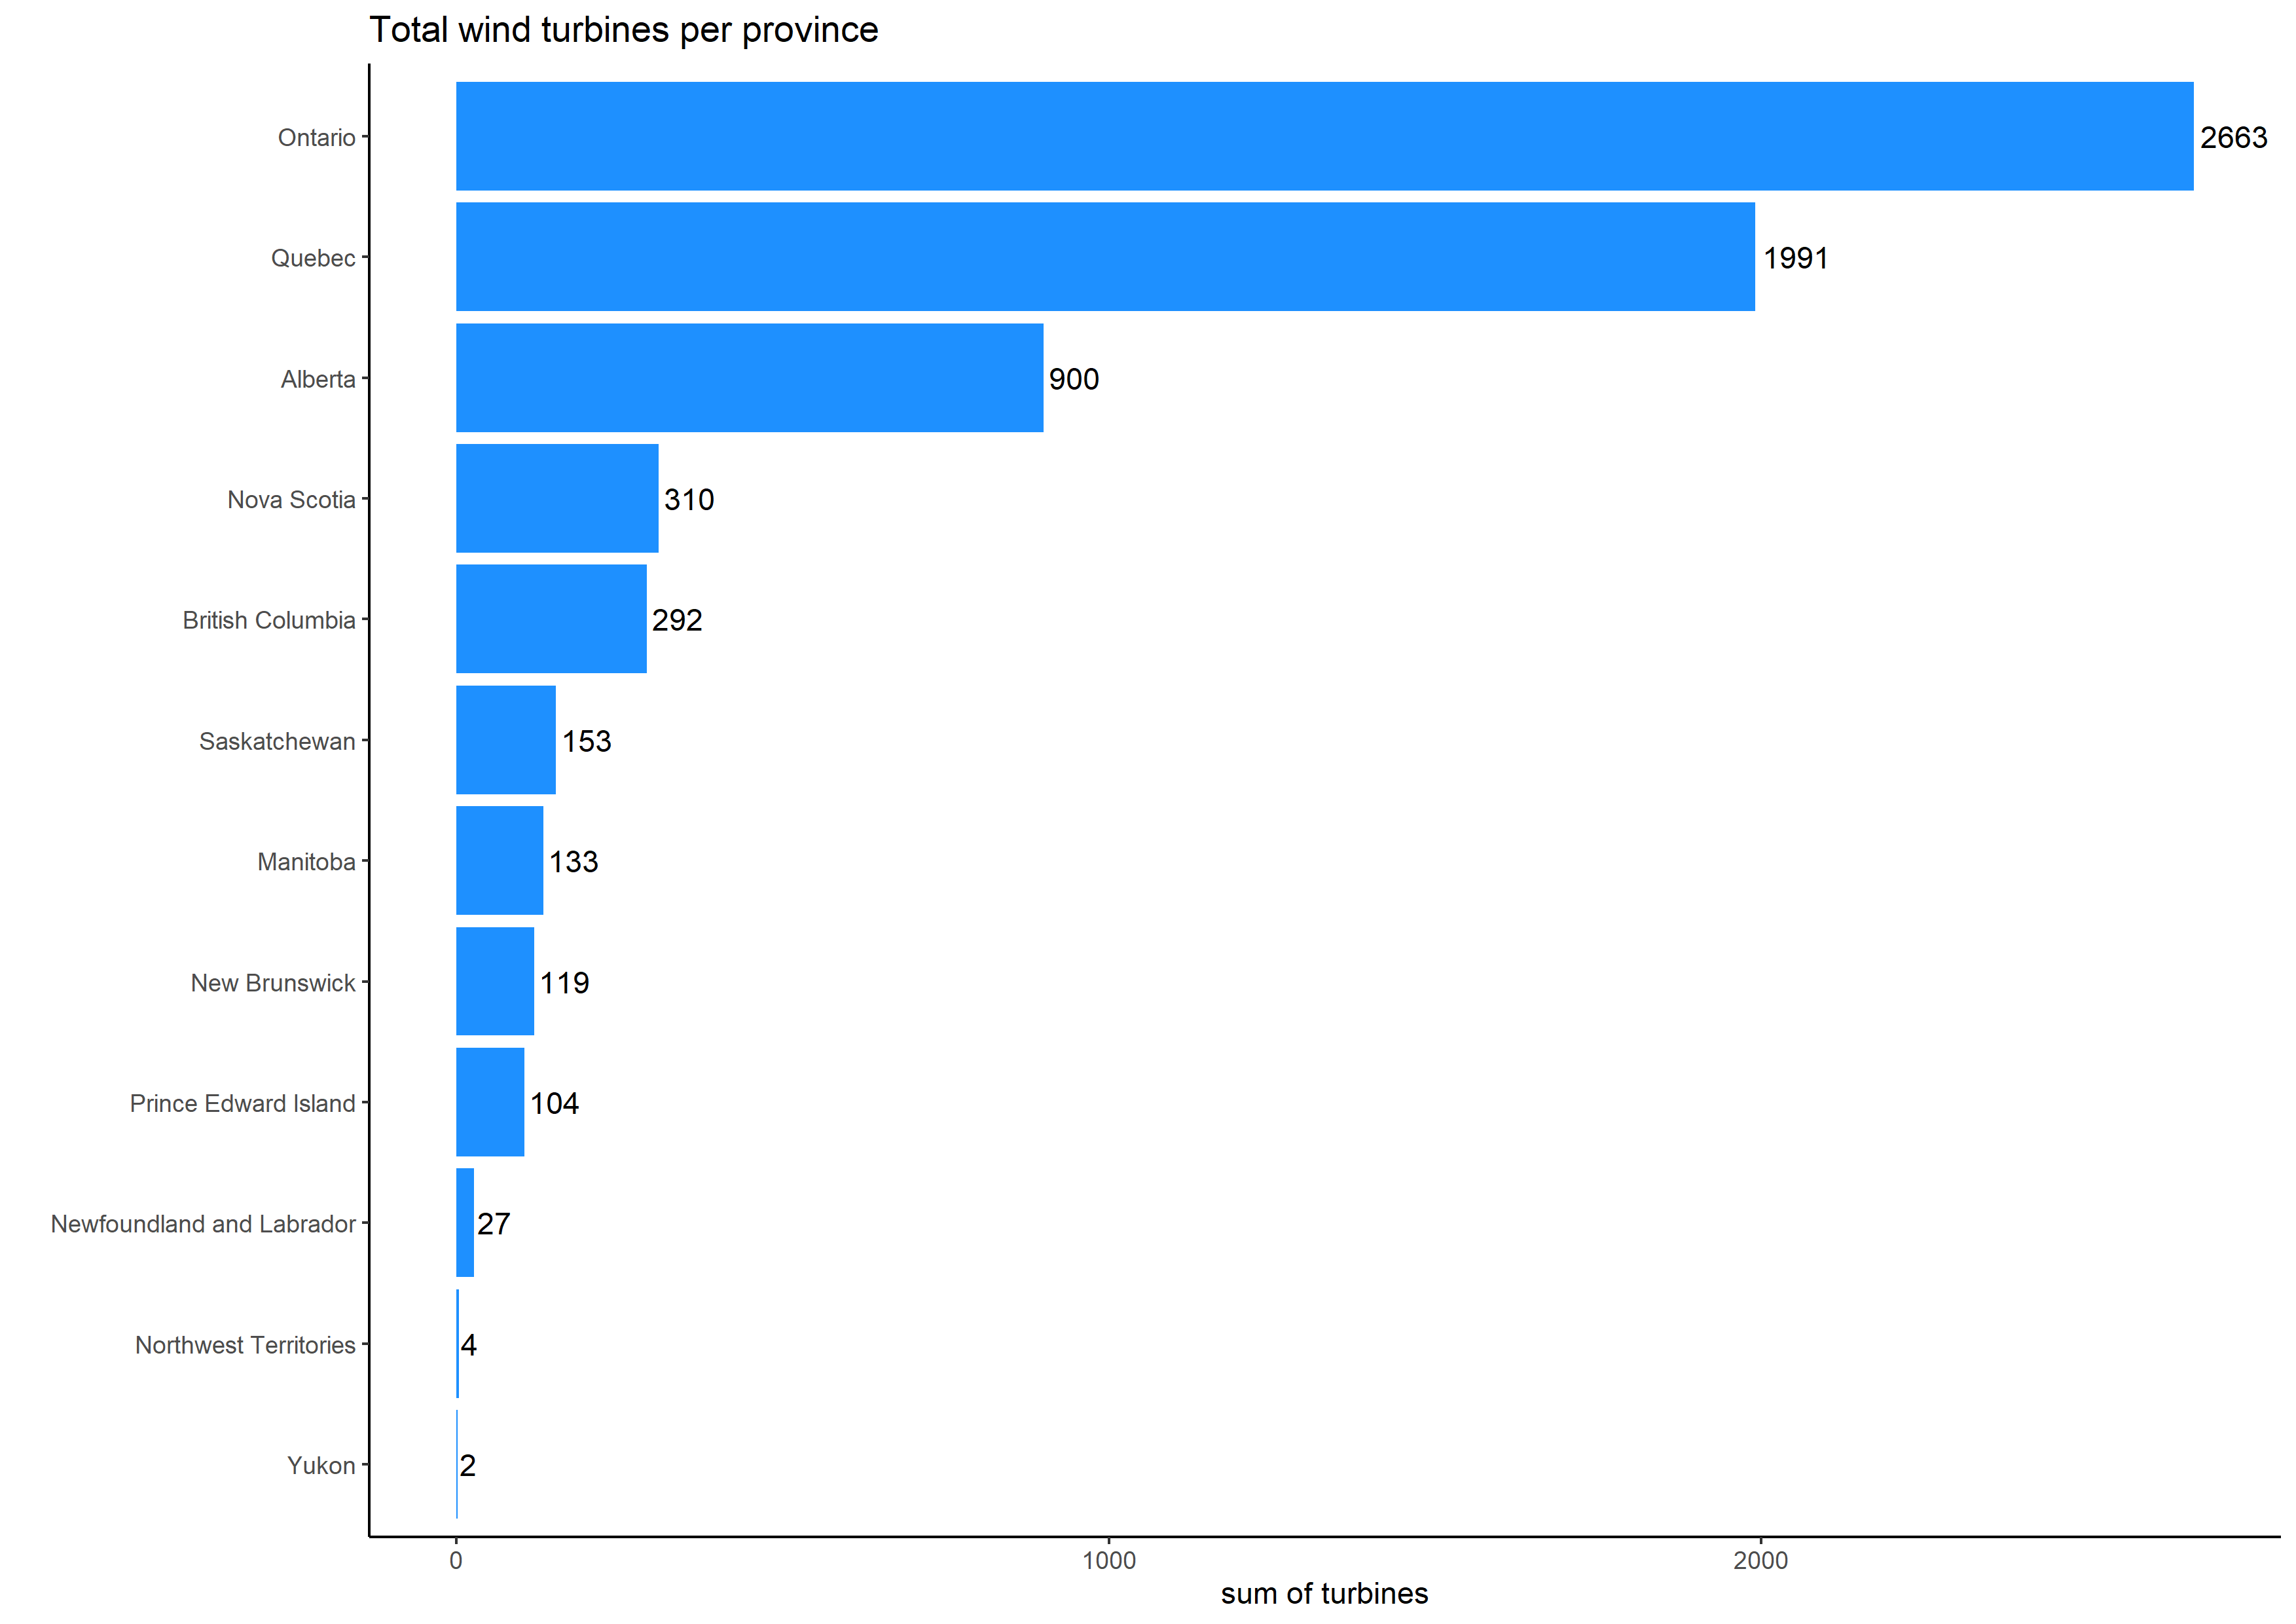 Total wind turbines per province
Ontario 2663
Quebec 1991
Alberta 900
Nova Scotia 310
British Columbia 292
Saskatchewan 153
Manitoba 133
New Brunswick 119
Prince Edward Island 104
Newfoundland and Labrador 27
Northwest Territories 4
Yukon 2
0 1000 2000
sum of turbines